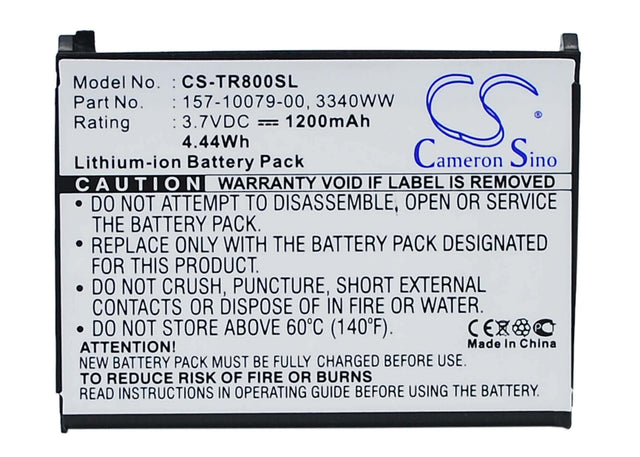 Model No. : CS-TR800SL
Part No. : 157-10079-00, 3340WW
Rating : 3.7VDC ⎓ 1200mAh
4.44Wh
Lithium-ion Battery Pack
CS
Cameron Sino
CAUTION WARRANTY VOID IF LABEL IS REMOVED
• DO NOT ATTEMPT TO DISASSEMBLE, OPEN OR SERVICE
THE BATTERY PACK.
• REPLACE ONLY WITH THE BATTERY PACK DESIGNATED
FOR THIS EQUIPMENT.
• DO NOT CRUSH, PUNCTURE, SHORT EXTERNAL
CONTACTS OR DISPOSE OF IN FIRE OR WATER.
• DO NOT STORE ABOVE 60°C (140°F).
CE
Made In China
ATTENTION!
NEW BATTERY PACK MUST BE FULLY CHARGED BEFORE USE.
TO REDUCE RISK OF FIRE OR BURNS
READ OPERATING GUIDE BEFORE USING OR CHARGING BATTERY